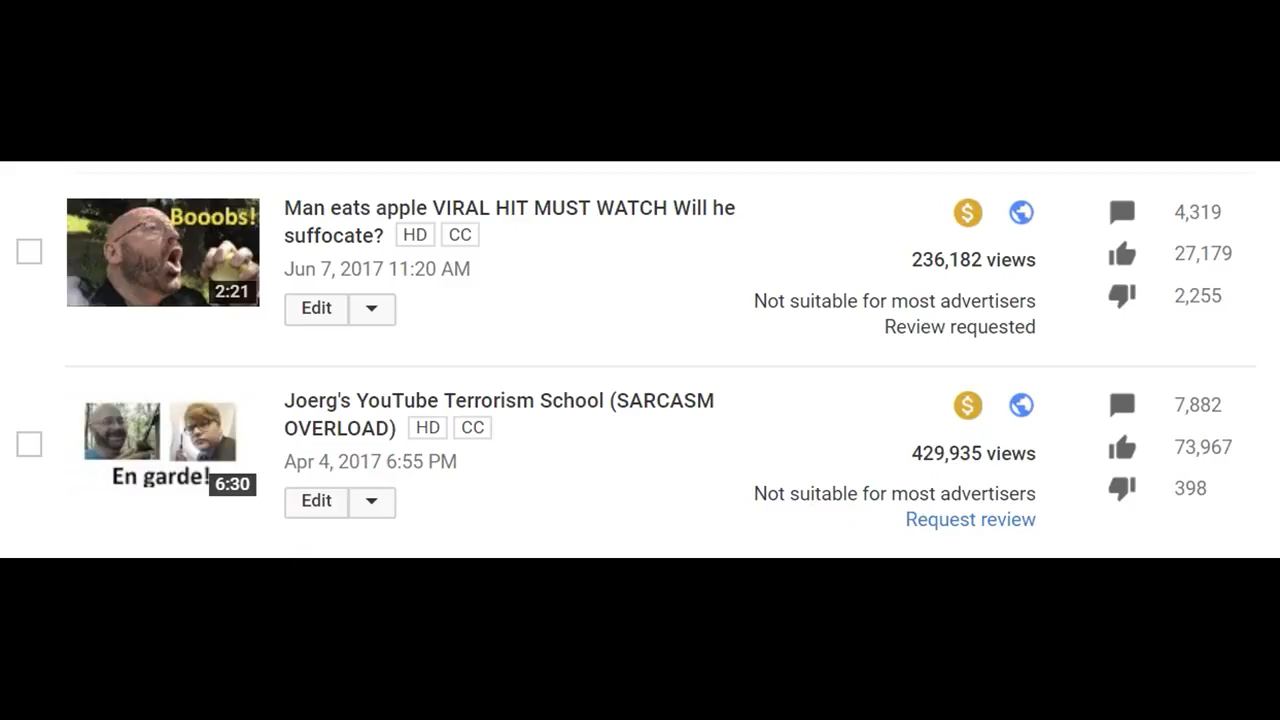 Booobs!
2:21
Man eats apple VIRAL HIT MUST WATCH Will he
suffocate? HD CC
Jun 7, 2017 11:20 AM
Edit
$
236,182 views
Not suitable for most advertisers
Review requested
4,319
27,179
2,255
En garde!
6:30
Joerg's YouTube Terrorism School (SARCASM
OVERLOAD) HD CC
Apr 4, 2017 6:55 PM
Edit
$
429,935 views
Not suitable for most advertisers
Request review
7,882
73,967
398